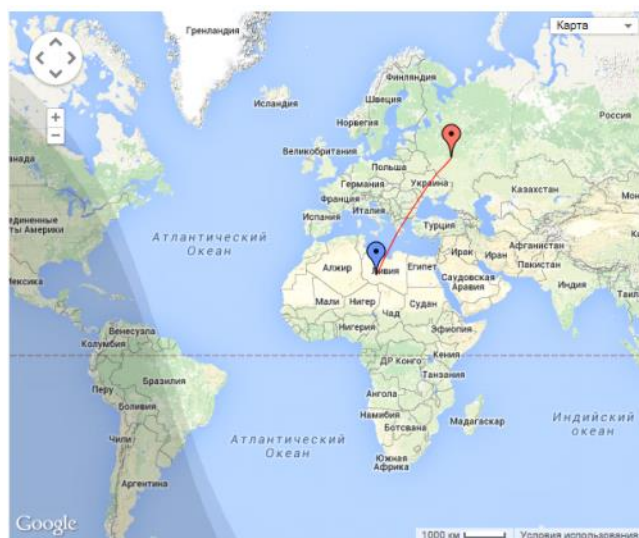 Гренландия
Карта
Финляндия
Исландия
Швеция
Россия
Норвегия
+
−
Великобритания
Польша
Германия
Украина
Казахстан
Франция
Италия
Испания
Турция
Атлантический
Океан
Афганистан
Ирак
Иран
Алжир
Ливия
Египет
Пакистан
Саудовская
Аравия
Индия
Мали
Нигер
Судан
Чад
Нигерия
Эфиопия
Венесуэла
Колумбия
ДР Конго
Кения
Танзания
Перу
Бразилия
Ангола
Боливия
Намибия
Ботсвана
Мадагаскар
Индийский
океан
Чили
Атлантический
Океан
Южная
Африка
Аргентина
Google
1000 км
Условия использования